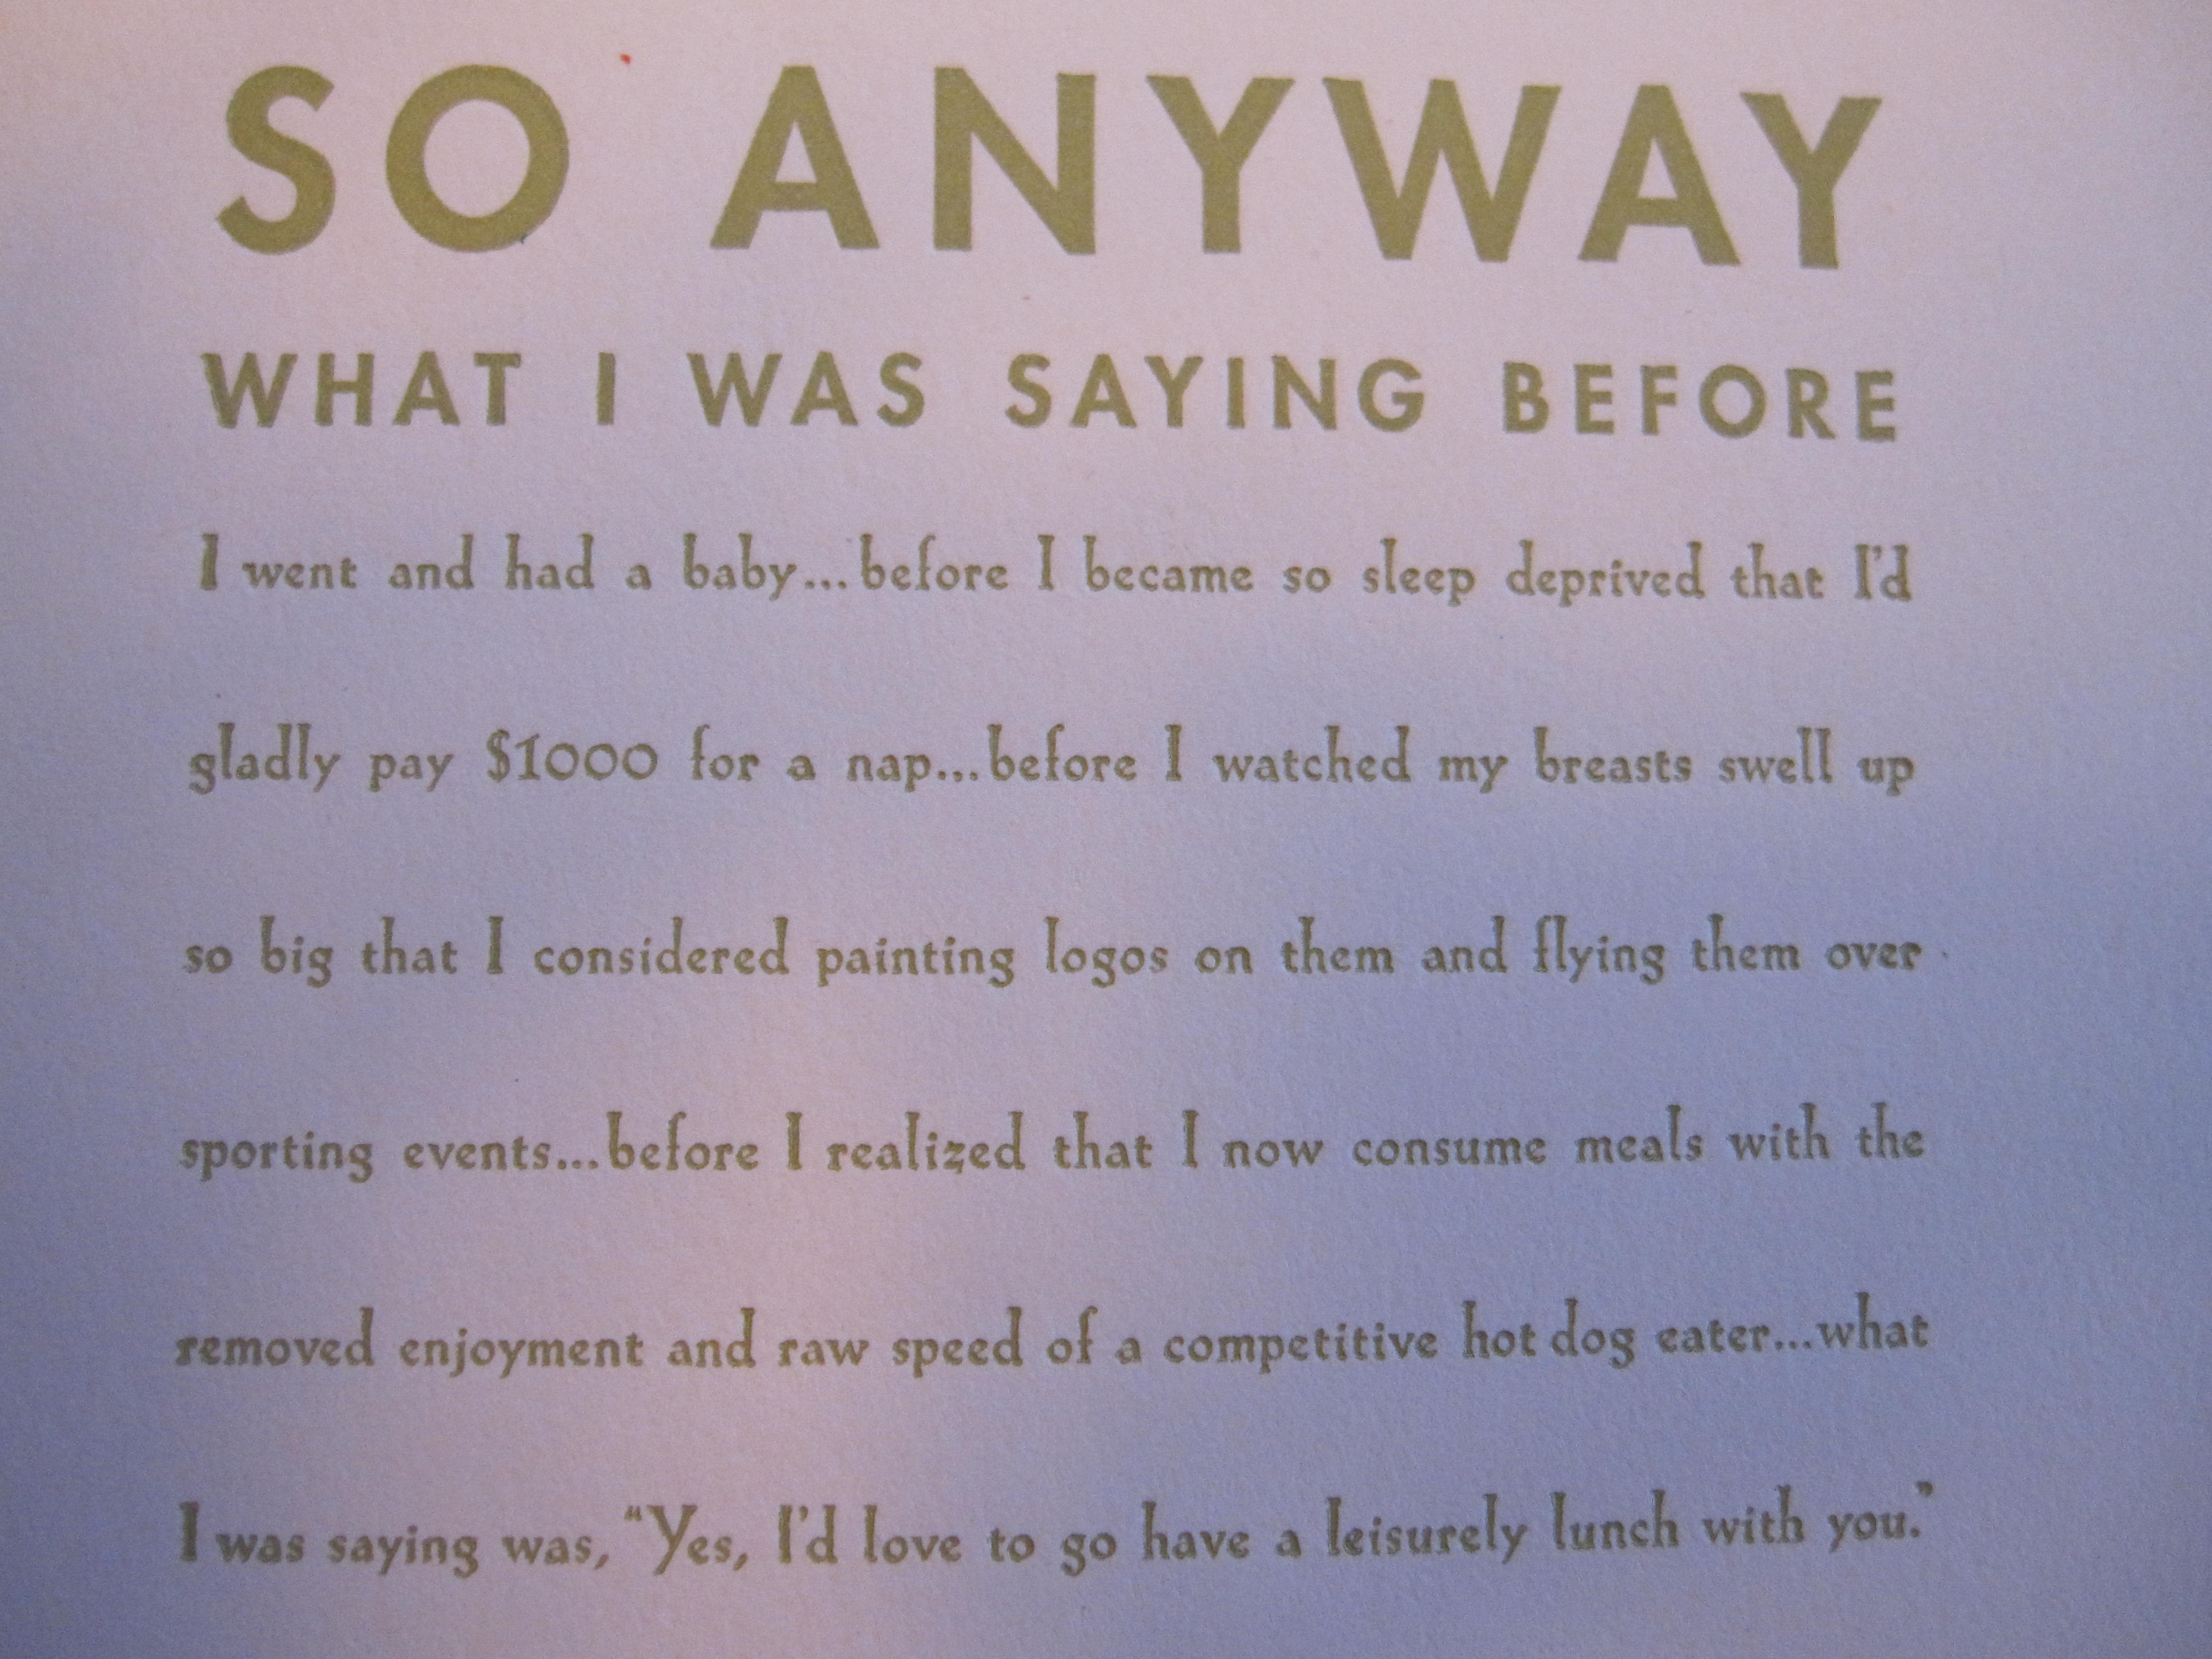 SO ANYWAY
WHAT I WAS SAYING BEFORE
I went and had a baby...before I became so sleep deprived that I'd
gladly pay $1000 for a nap...before I watched my breasts swell up
so big that I considered painting logos on them and flying them over
sporting events...before I realized that I now consume meals with the
removed enjoyment and raw speed of a competitive hot dog eater...what
I was saying was, “Yes, I'd love to go have a leisurely lunch with you.”